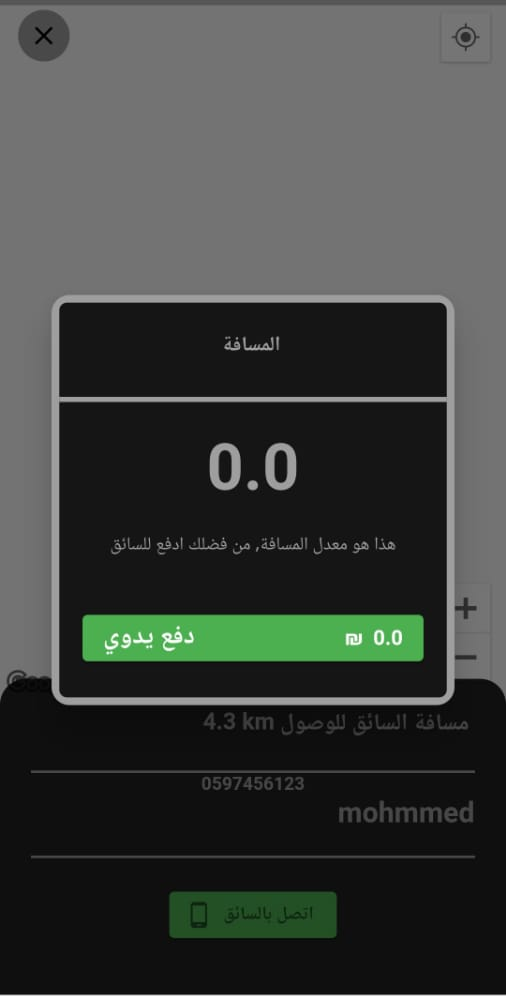 المسافة
0.0
هذا هو معدل المسافة, من فضلك ادفع للسائق
دفع يدوي ₪ 0.0
مسافة السائق للوصول 4.3 km
0597456123
mohmmed
اتصل بالسائق